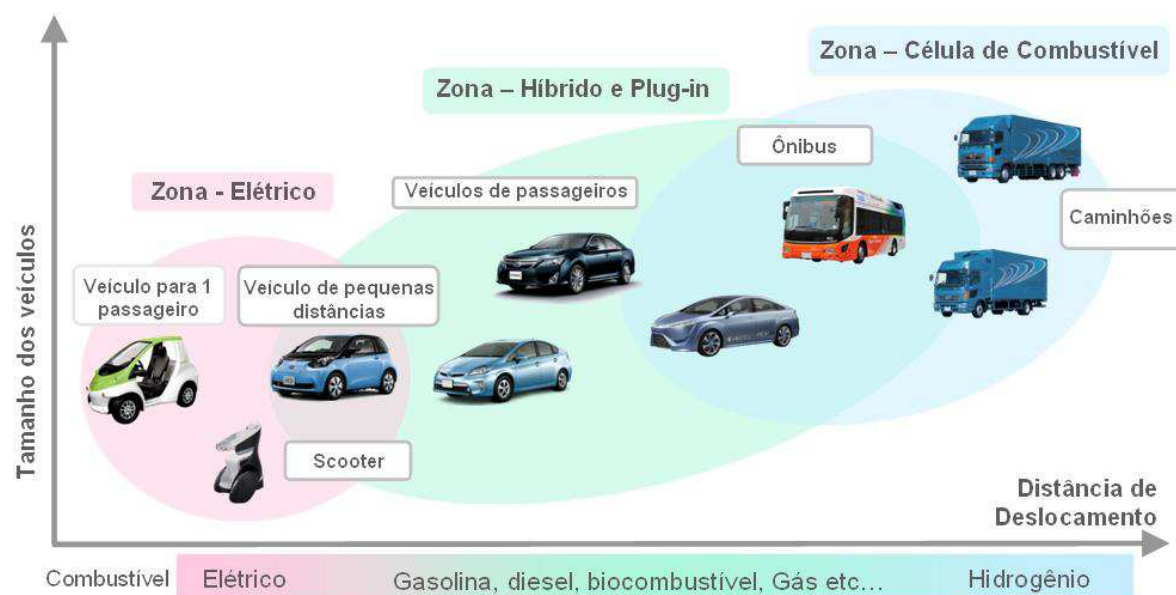 Zona – Célula de Combustível
Zona – Híbrido e Plug-in
Ônibus
Zona - Elétrico
Veículos de passageiros
Caminhões
Veículo para 1
passageiro
Veículo de pequenas
distâncias
Scooter
Tamanho dos veículos
Distância de
Deslocamento
Combustível
Elétrico
Gasolina, diesel, biocombustível, Gás etc...
Hidrogênio